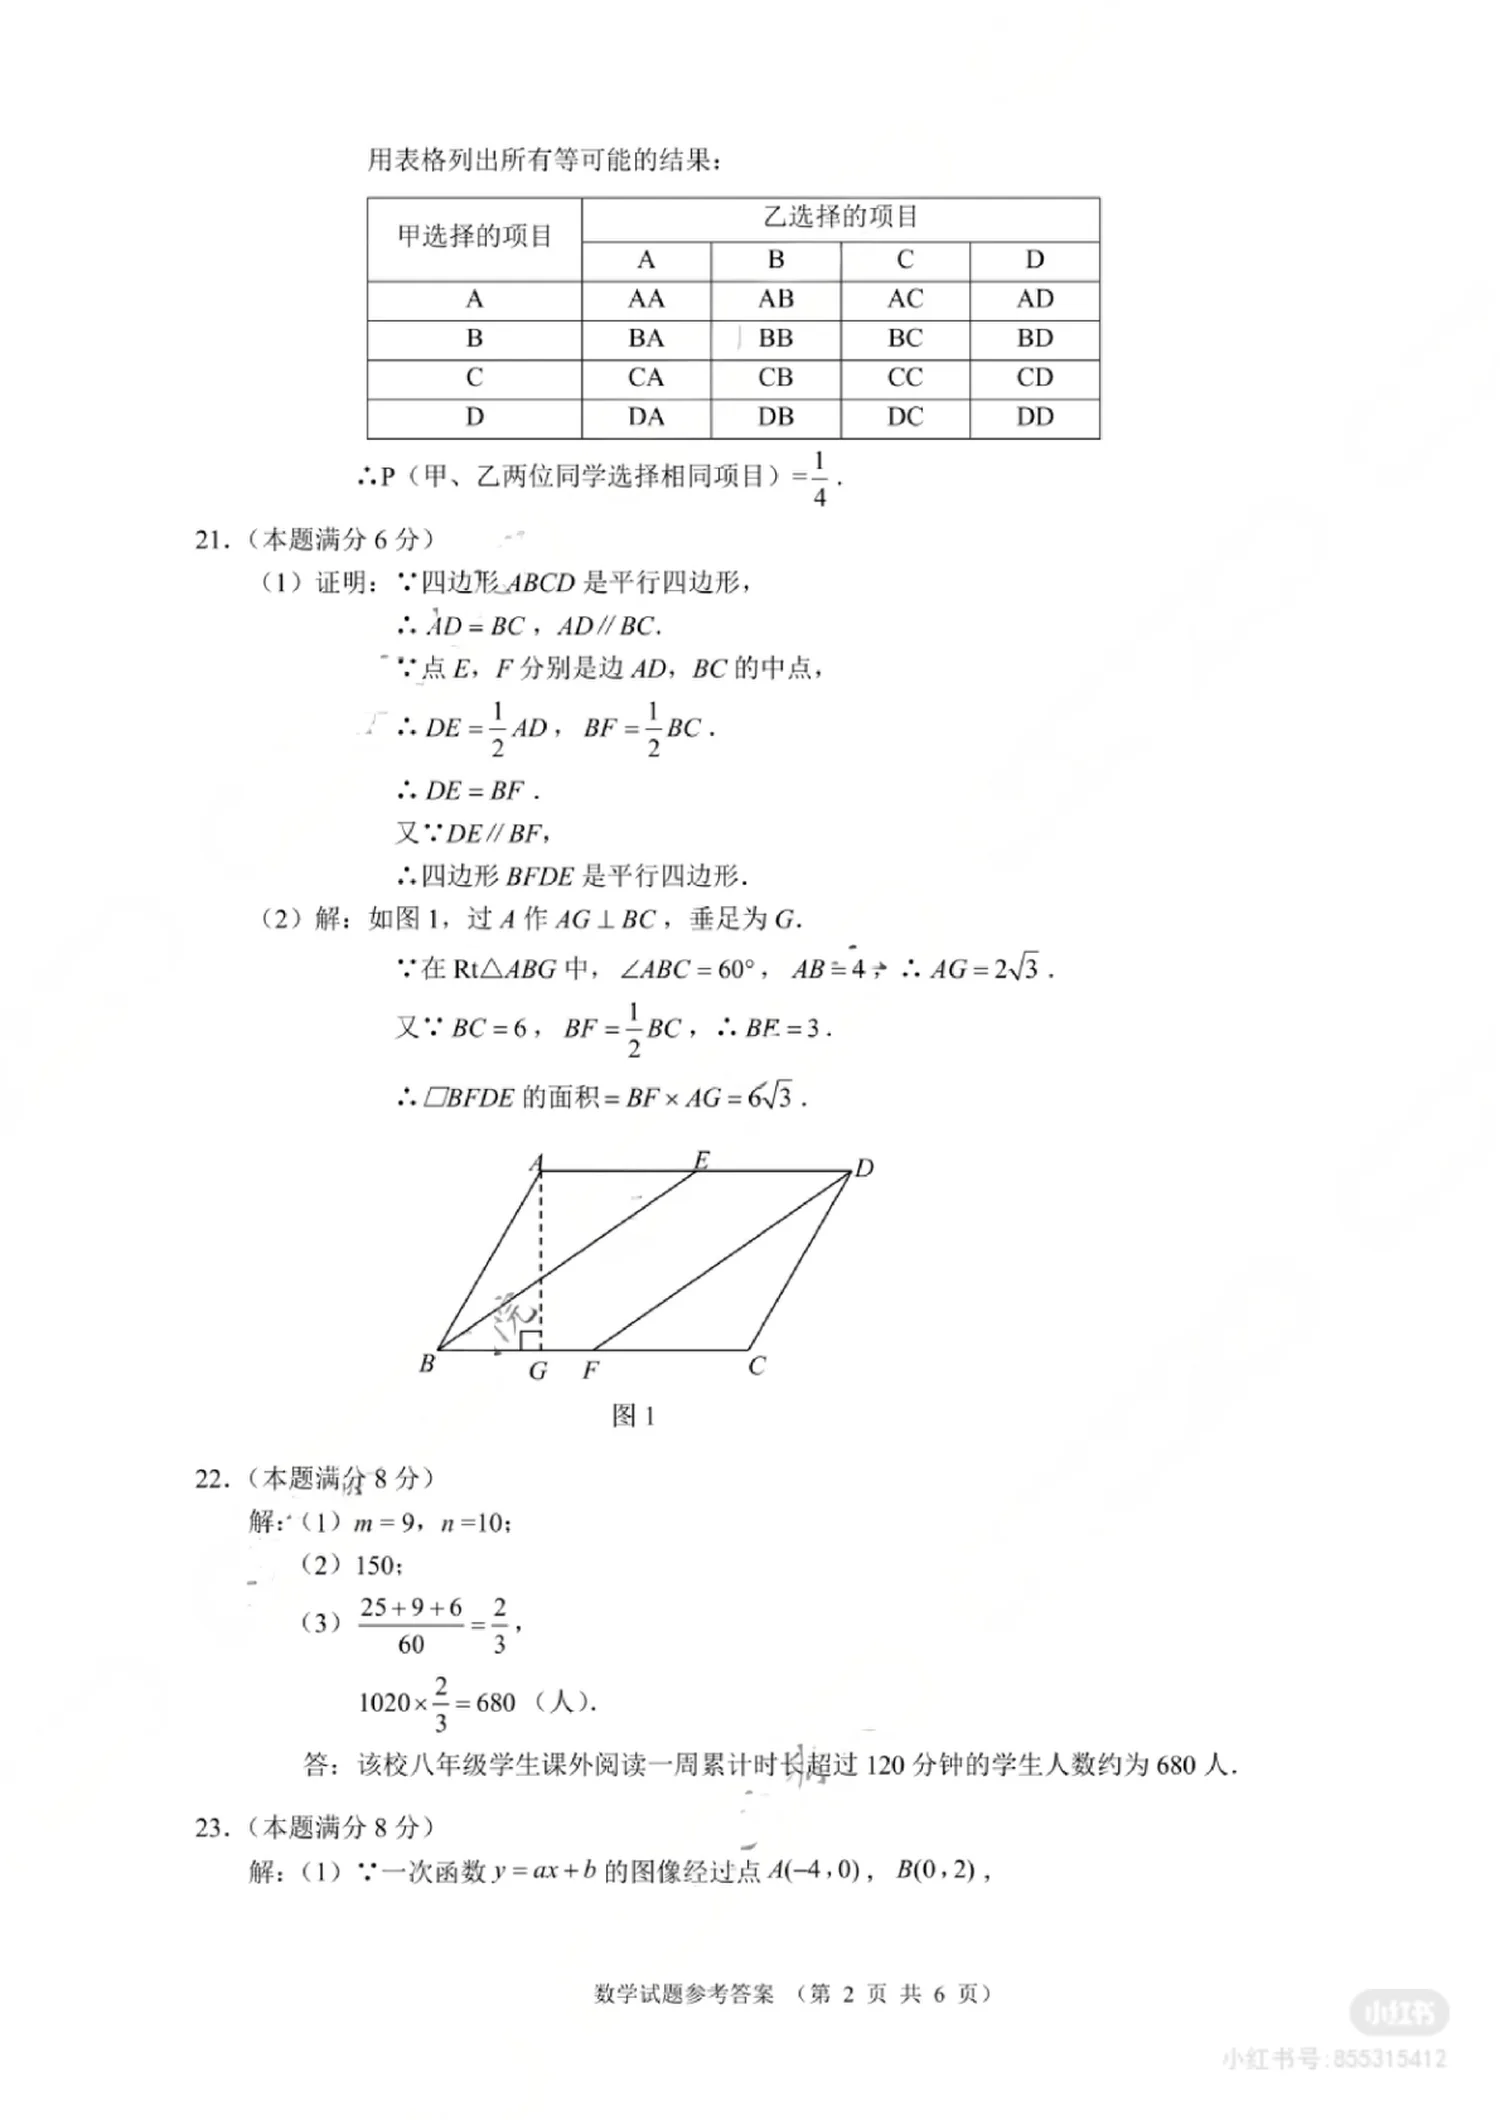 用表格列出所有等可能的结果：
甲选择的项目 乙选择的项目
A B C D
A AA AB AC AD
B BA BB BC BD
C CA CB CC CD
D DA DB DC DD
∴P（甲、乙两位同学选择相同项目）=1/4．
21.（本题满分 6 分）
（1）证明：∵四边形 ABCD 是平行四边形，
∴ AD = BC，AD∥BC.
∵点 E，F 分别是边 AD，BC 的中点，
∴ DE = 1/2 AD， BF = 1/2 BC．
∴ DE = BF．
又∵DE∥BF，
∴四边形 BFDE 是平行四边形．
（2）解：如图 1，过 A 作 AG⊥BC，垂足为 G．
∵在 Rt△ABG 中，∠ABC = 60°， AB = 4，∴ AG = 2√3．
又∵ BC = 6， BF = 1/2 BC，∴ BF = 3．
∴□BFDE 的面积= BF × AG = 6√3．
A E D
B G F C
图 1
22.（本题满分 8 分）
解：（1）m = 9，n =10；
（2）150；
（3）(25+9+6)/60 = 2/3，
1020×2/3 = 680（人）．
答：该校八年级学生课外阅读一周累计时长超过 120 分钟的学生人数约为 680 人．
23.（本题满分 8 分）
解：（1）∵一次函数 y = ax + b 的图像经过点 A(−4，0)， B(0，2)，
数学试题参考答案 （第 2 页 共 6 页）
小红书
小红书号:855315412